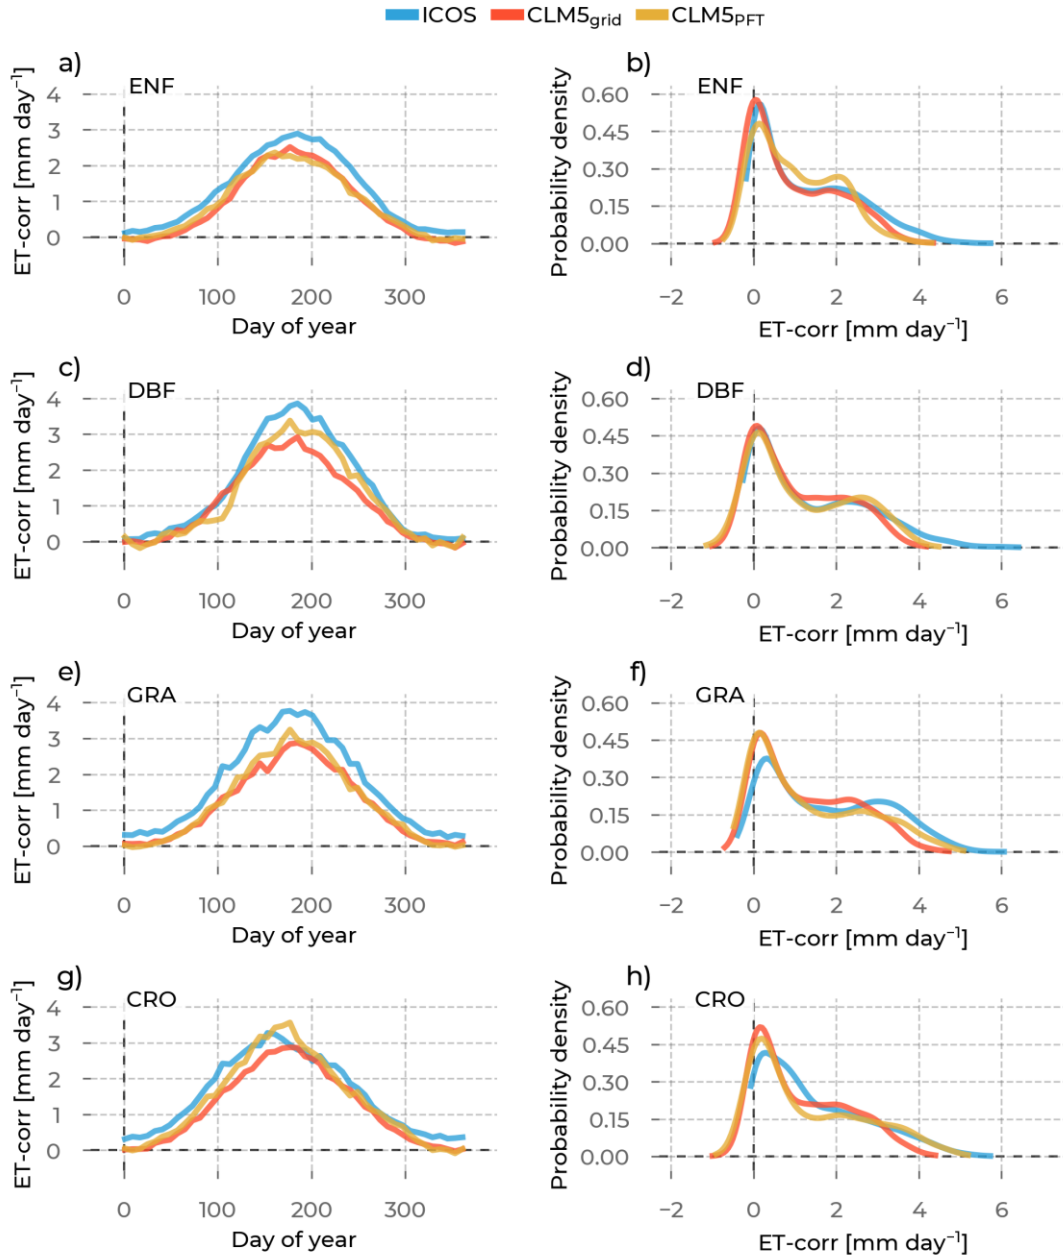 ICOS CLM5grid CLM5PFT
a) ENF
ET-corr [mm day⁻¹]
4
3
2
1
0
0 100 200 300
Day of year
b) ENF
Probability density
0.60
0.45
0.30
0.15
0.00
−2 0 2 4 6
ET-corr [mm day⁻¹]
c) DBF
ET-corr [mm day⁻¹]
4
3
2
1
0
0 100 200 300
Day of year
d) DBF
Probability density
0.60
0.45
0.30
0.15
0.00
−2 0 2 4 6
ET-corr [mm day⁻¹]
e) GRA
ET-corr [mm day⁻¹]
4
3
2
1
0
0 100 200 300
Day of year
f) GRA
Probability density
0.60
0.45
0.30
0.15
0.00
−2 0 2 4 6
ET-corr [mm day⁻¹]
g) CRO
ET-corr [mm day⁻¹]
4
3
2
1
0
0 100 200 300
Day of year
h) CRO
Probability density
0.60
0.45
0.30
0.15
0.00
−2 0 2 4 6
ET-corr [mm day⁻¹]